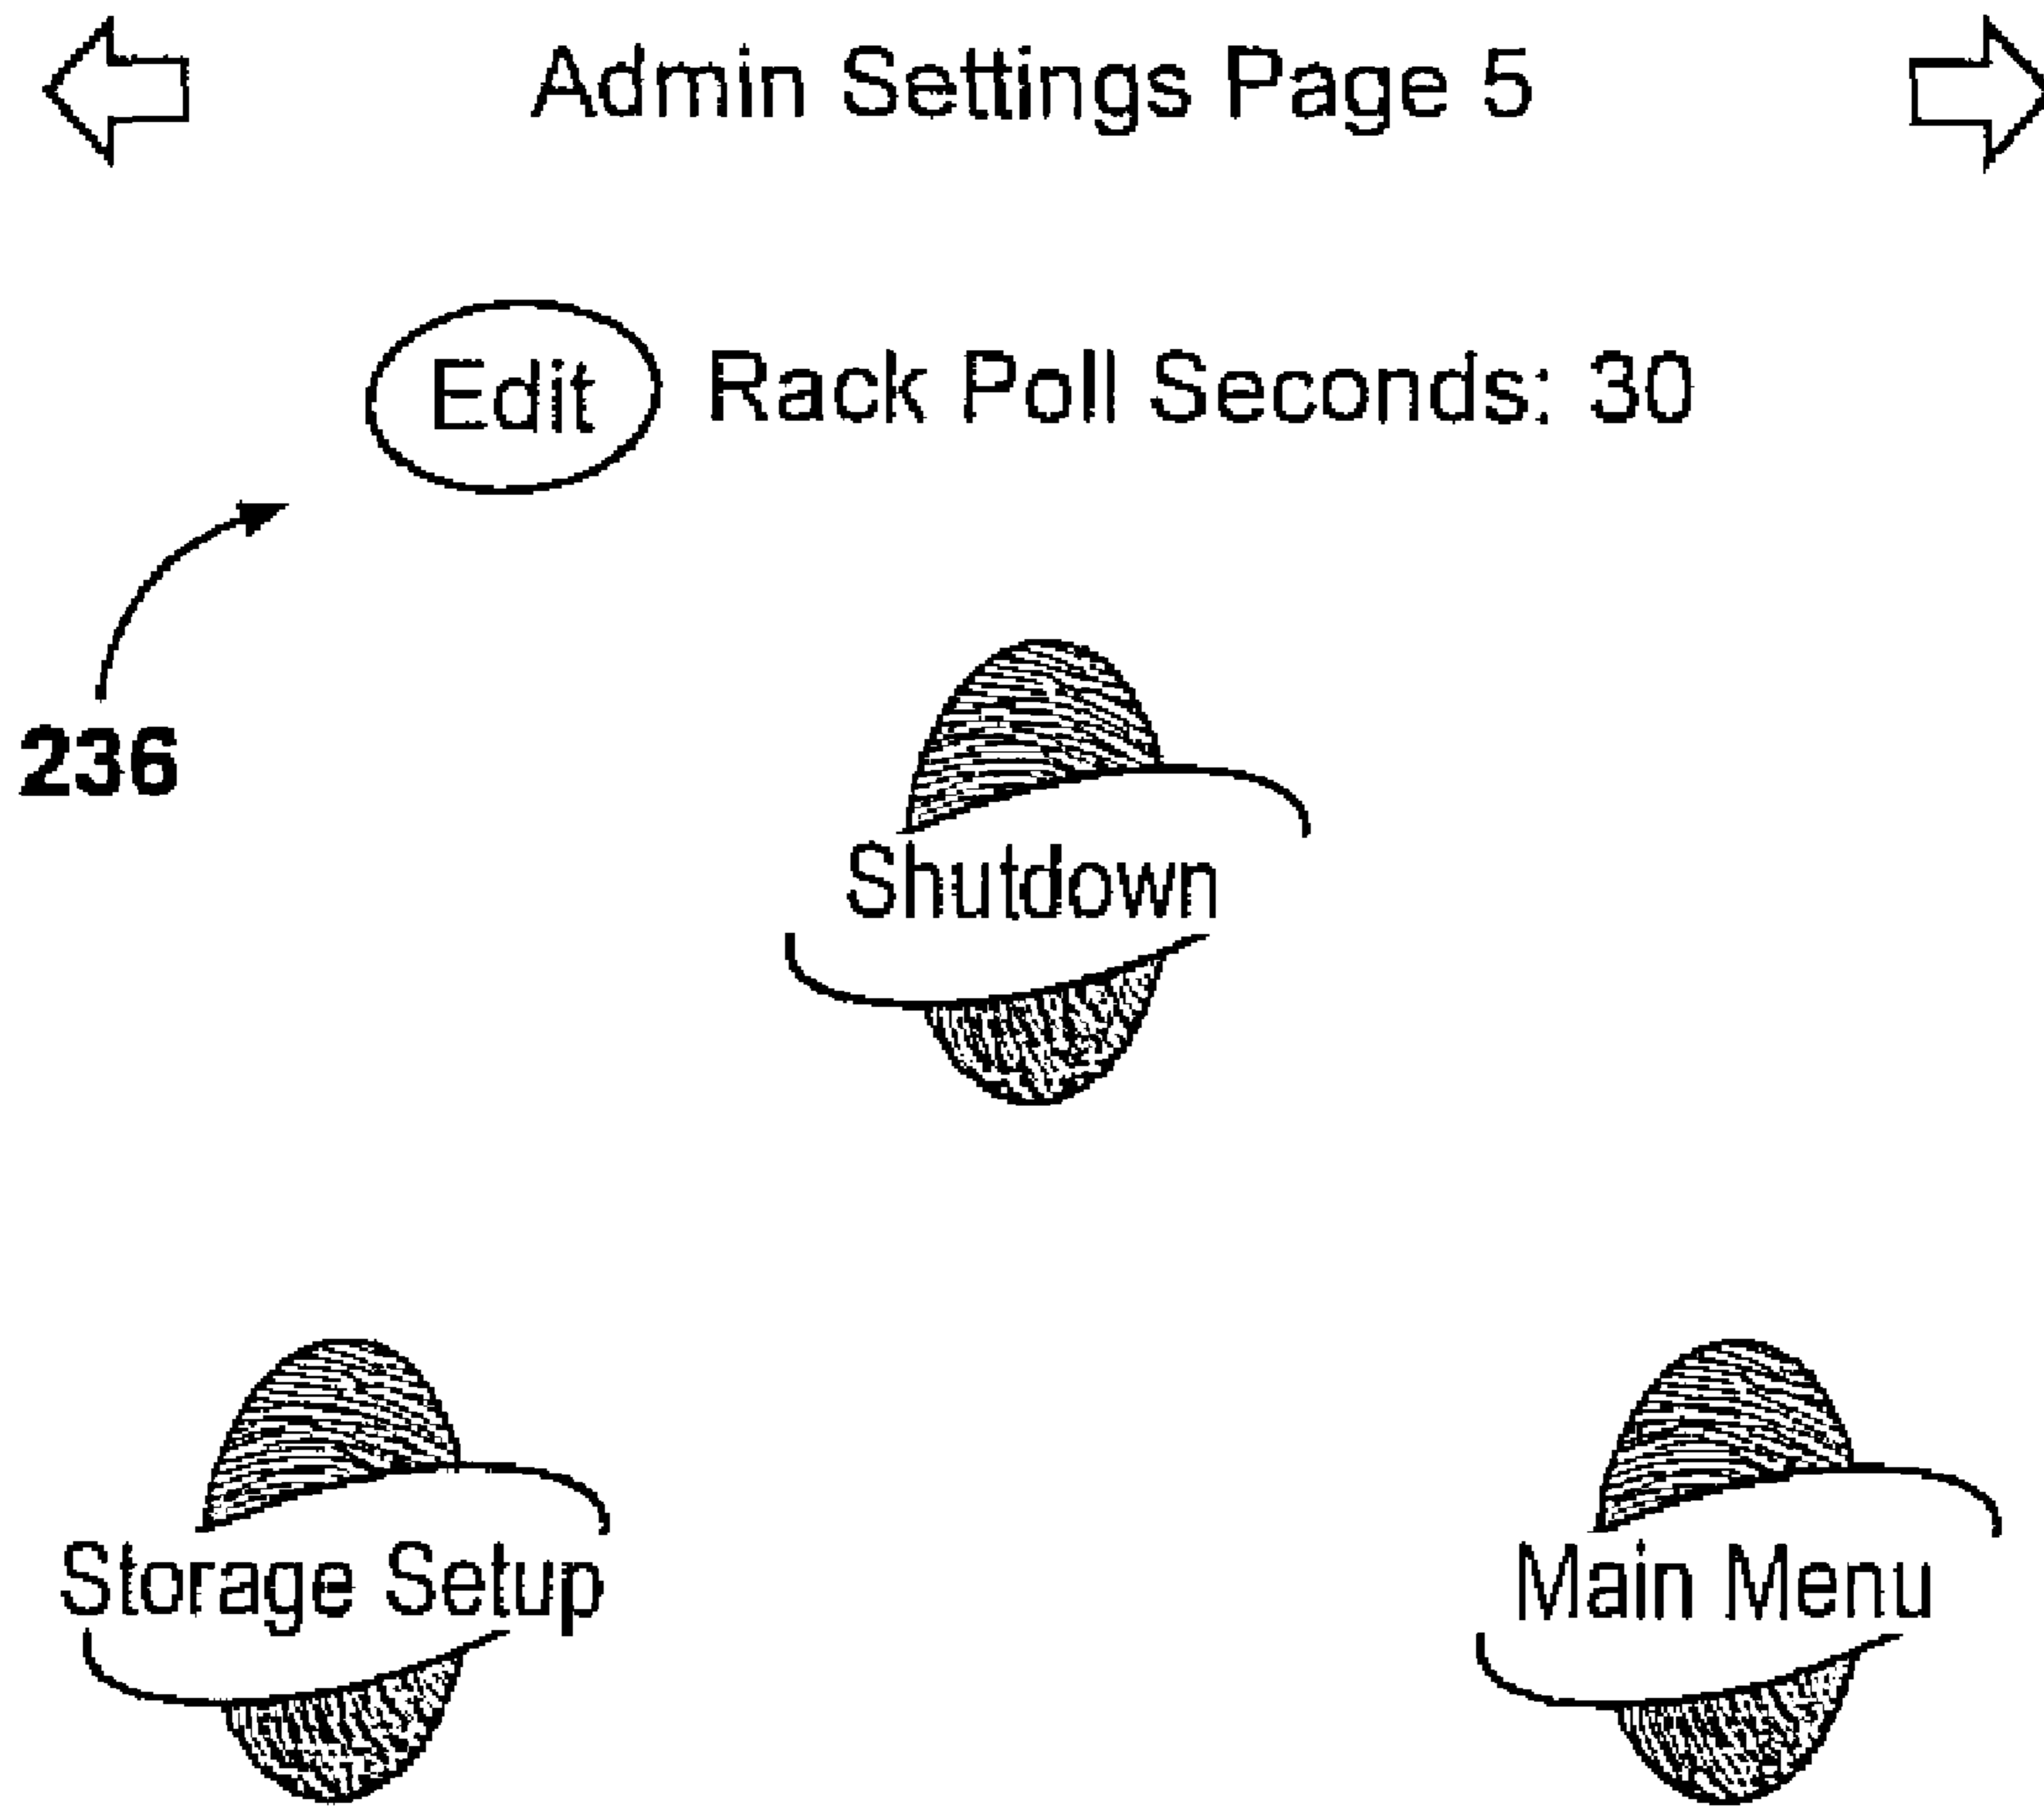 Admin Settings Page 5
Edit Rack Poll Seconds: 30
236
Shutdown
Storage Setup
Main Menu